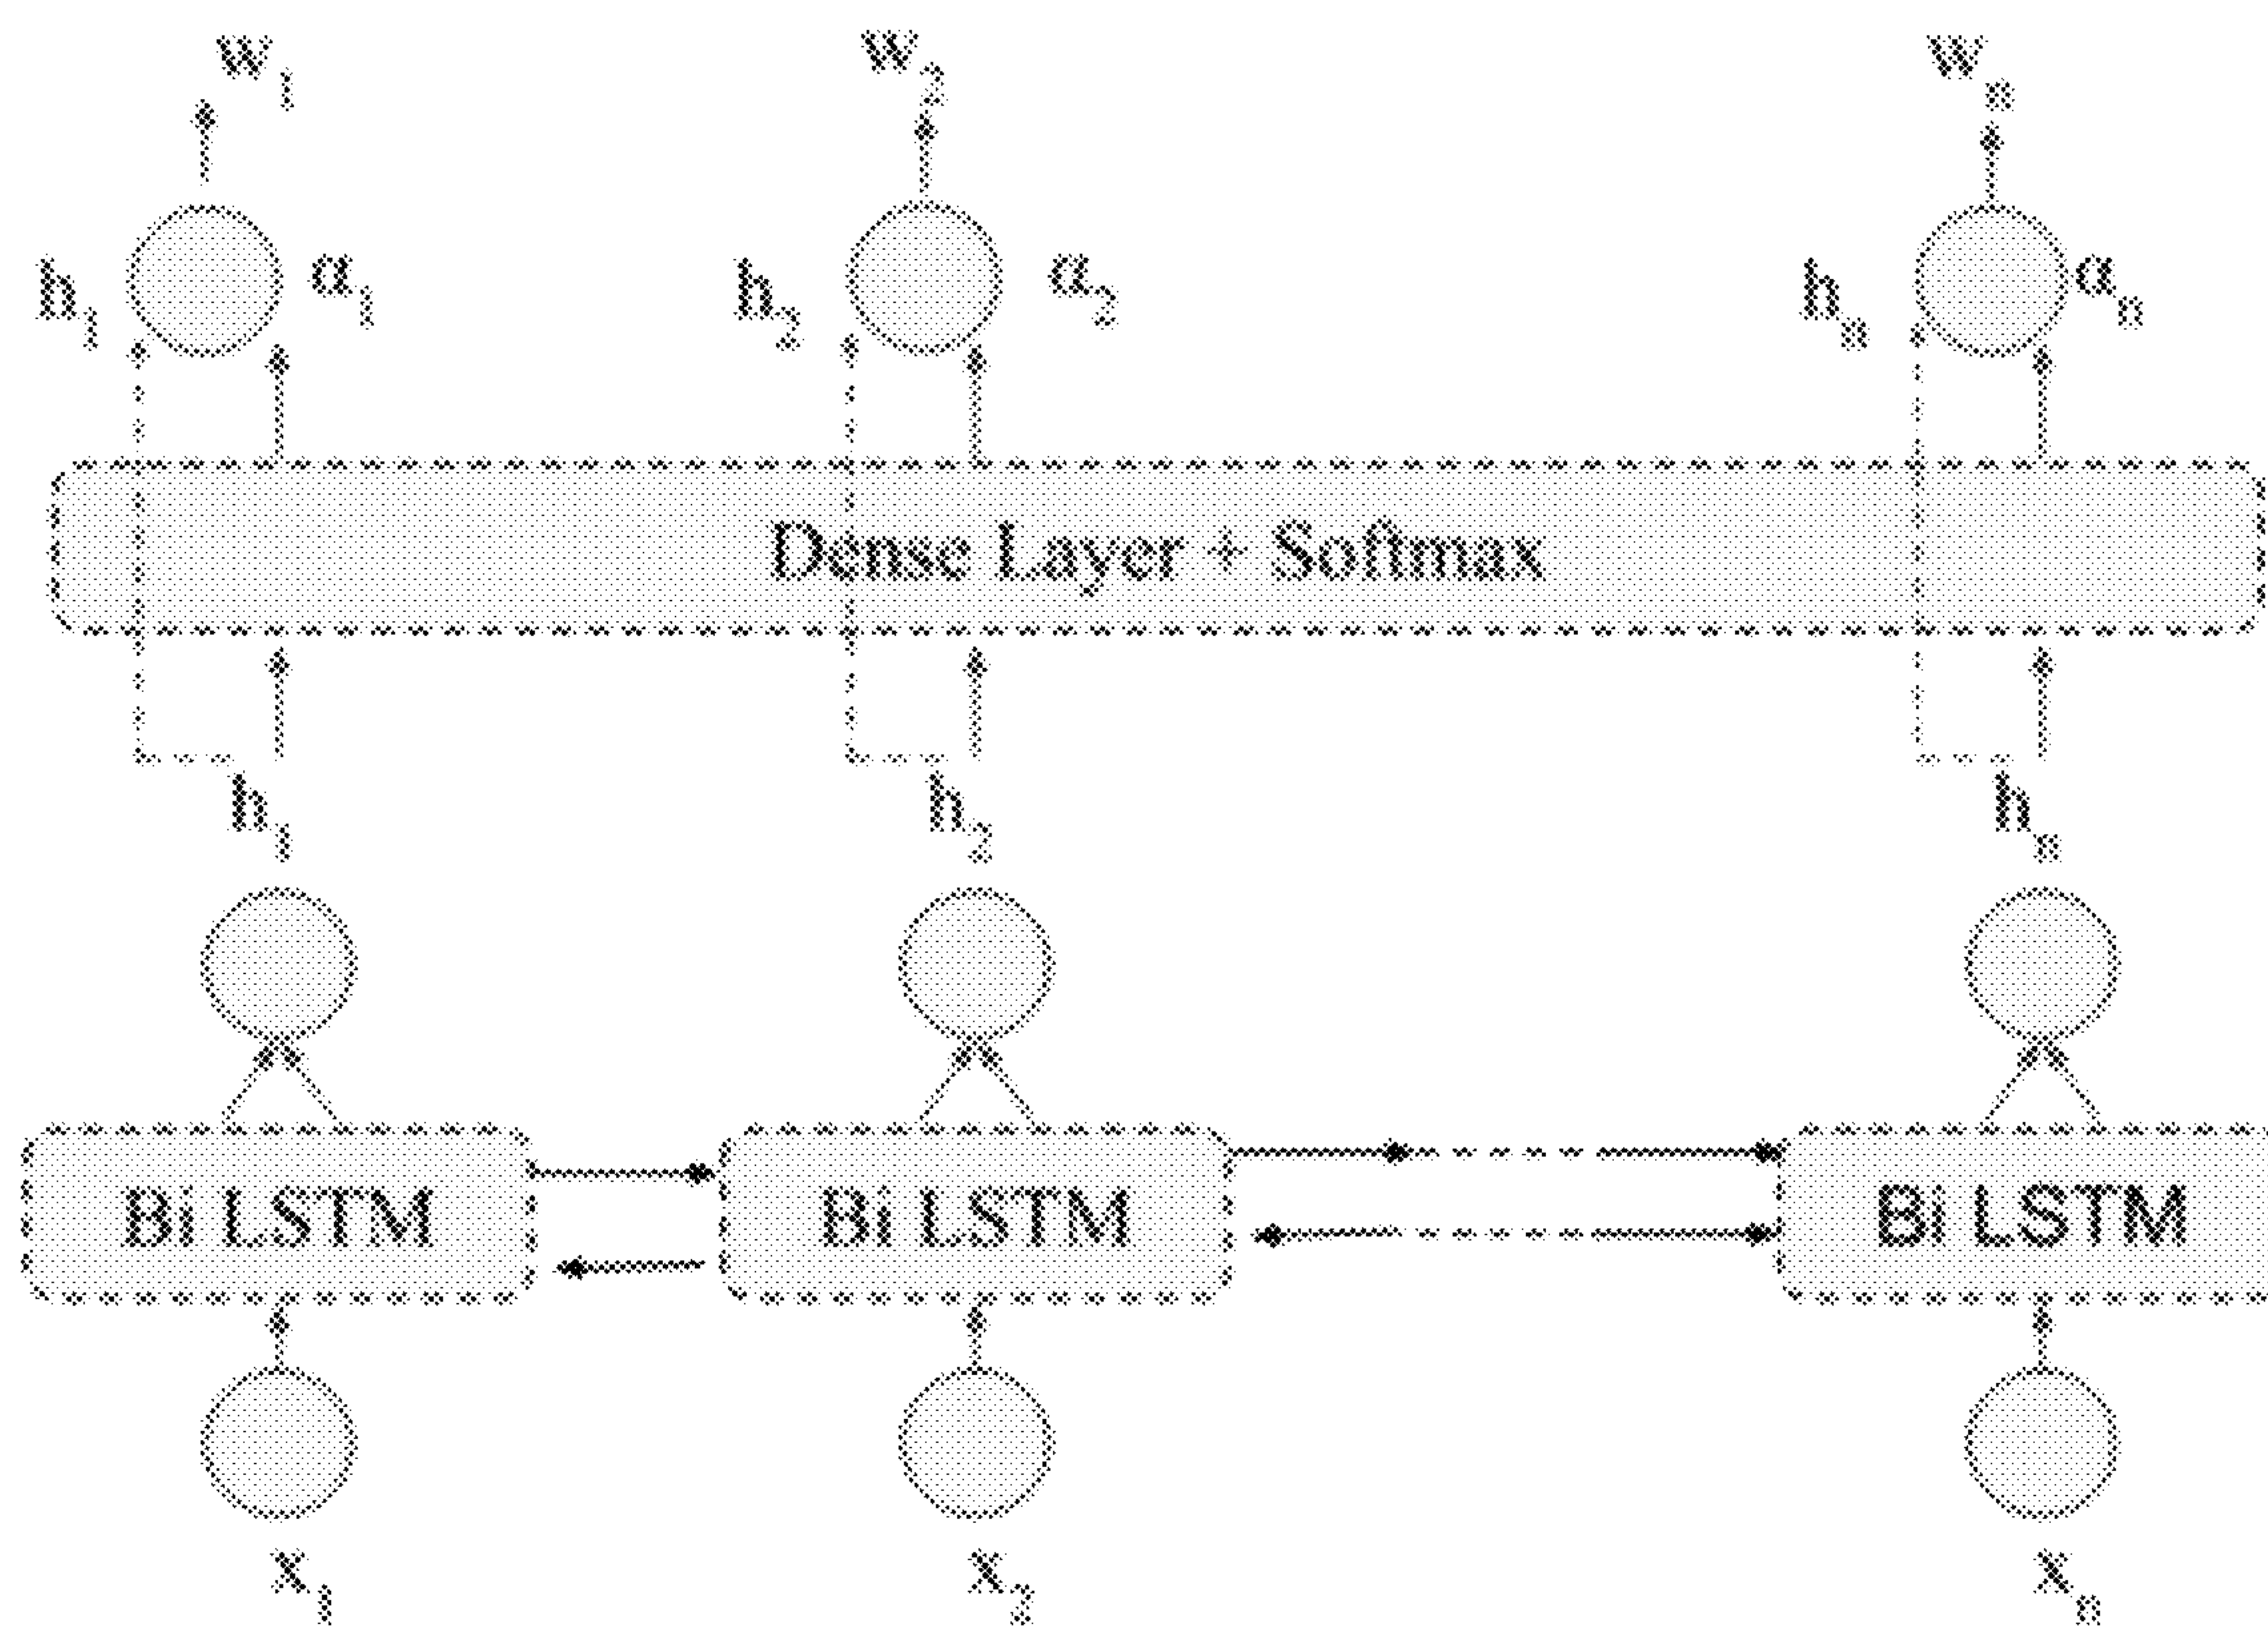 w₁ w₂ wₙ
h₁ α₁ h₂ α₂ hₙ αₙ
Dense Layer + Softmax
h₁ h₂ hₙ
Bi LSTM Bi LSTM Bi LSTM
x₁ x₂ xₙ